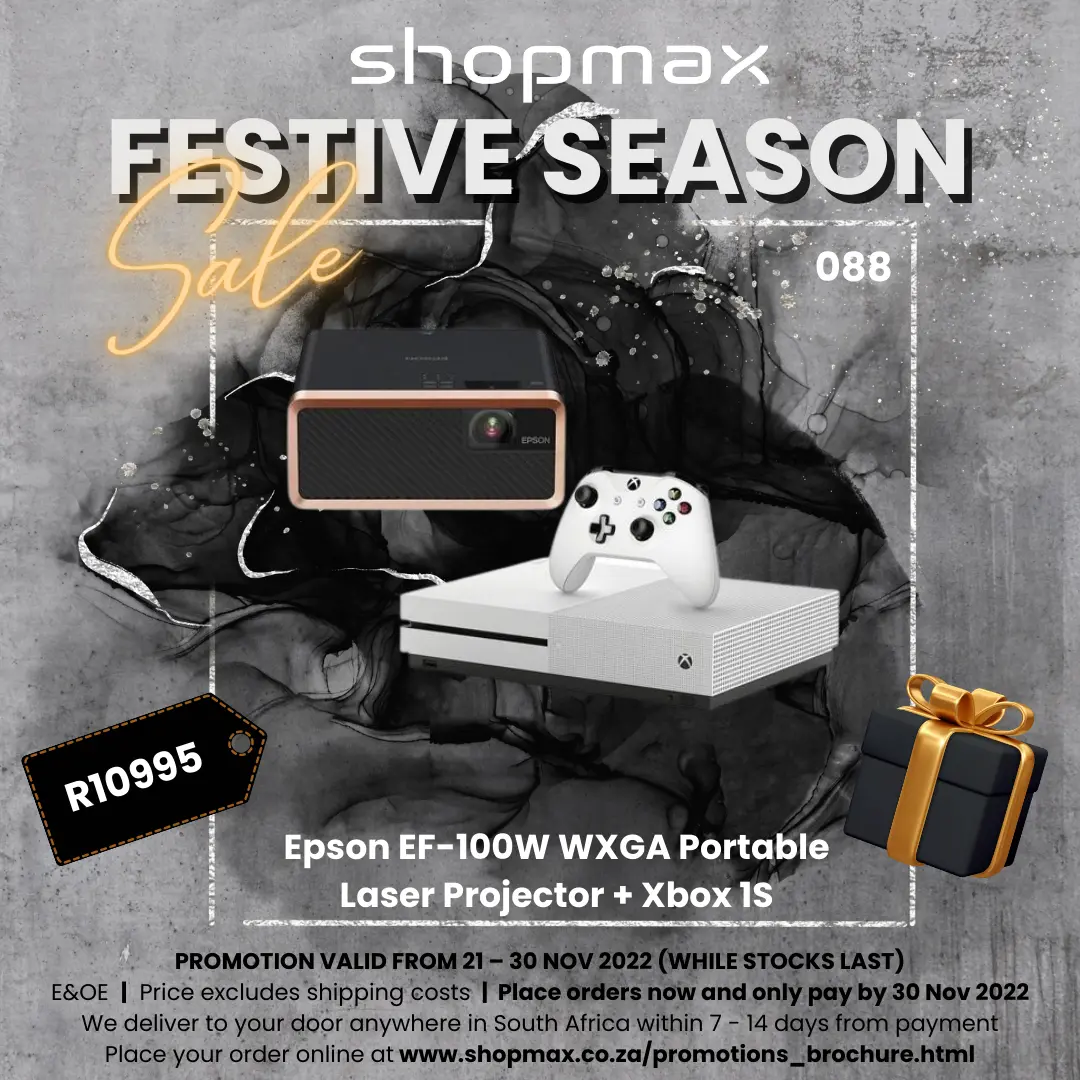 shopmax
FESTIVE SEASON
Sale
088
EPSON
R10995
Epson EF-100W WXGA Portable
Laser Projector + Xbox 1S
PROMOTION VALID FROM 21 – 30 NOV 2022 (WHILE STOCKS LAST)
E&OE | Price excludes shipping costs | Place orders now and only pay by 30 Nov 2022
We deliver to your door anywhere in South Africa within 7 - 14 days from payment
Place your order online at www.shopmax.co.za/promotions_brochure.html